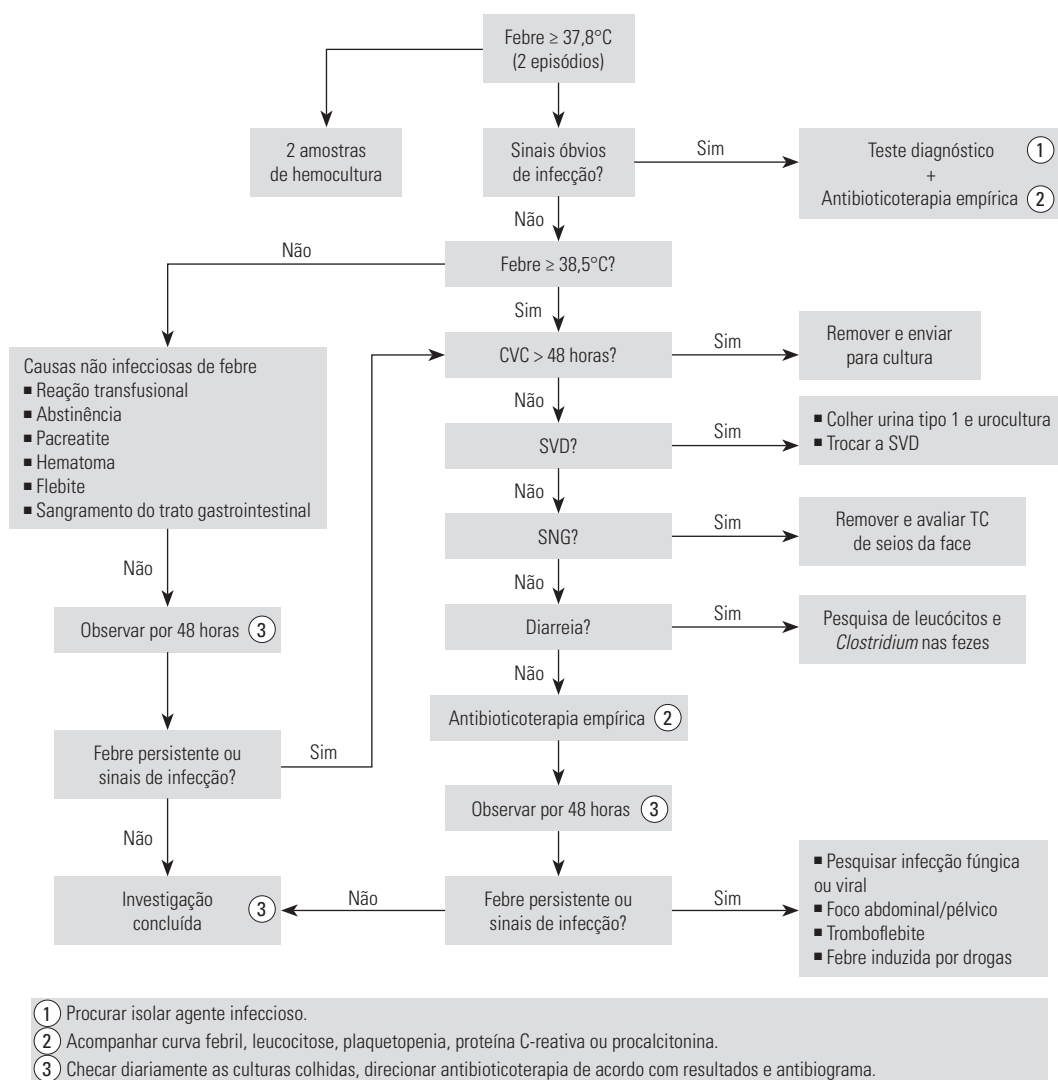 Febre ≥ 37,8°C
(2 episódios)
2 amostras
de hemocultura
Sinais óbvios
de infecção?
Sim
Teste diagnóstico ①
+
Antibioticoterapia empírica ②
Não
Não
Febre ≥ 38,5°C?
Sim
Causas não infecciosas de febre
■ Reação transfusional
■ Abstinência
■ Pacreatite
■ Hematoma
■ Flebite
■ Sangramento do trato gastrointestinal
CVC > 48 horas?
Sim
Remover e enviar
para cultura
Não
SVD?
Sim
■ Colher urina tipo 1 e urocultura
■ Trocar a SVD
Não
SNG?
Sim
Remover e avaliar TC
de seios da face
Não
Não
Observar por 48 horas ③
Diarreia?
Sim
Pesquisa de leucócitos e
Clostridium nas fezes
Não
Antibioticoterapia empírica ②
Febre persistente ou
sinais de infecção?
Sim
Observar por 48 horas ③
Não
Investigação
concluída ③
Não
Febre persistente ou
sinais de infecção?
Sim
■ Pesquisar infecção fúngica
ou viral
■ Foco abdominal/pélvico
■ Tromboflebite
■ Febre induzida por drogas
① Procurar isolar agente infeccioso.
② Acompanhar curva febril, leucocitose, plaquetopenia, proteína C-reativa ou procalcitonina.
③ Checar diariamente as culturas colhidas, direcionar antibioticoterapia de acordo com resultados e antibiograma.